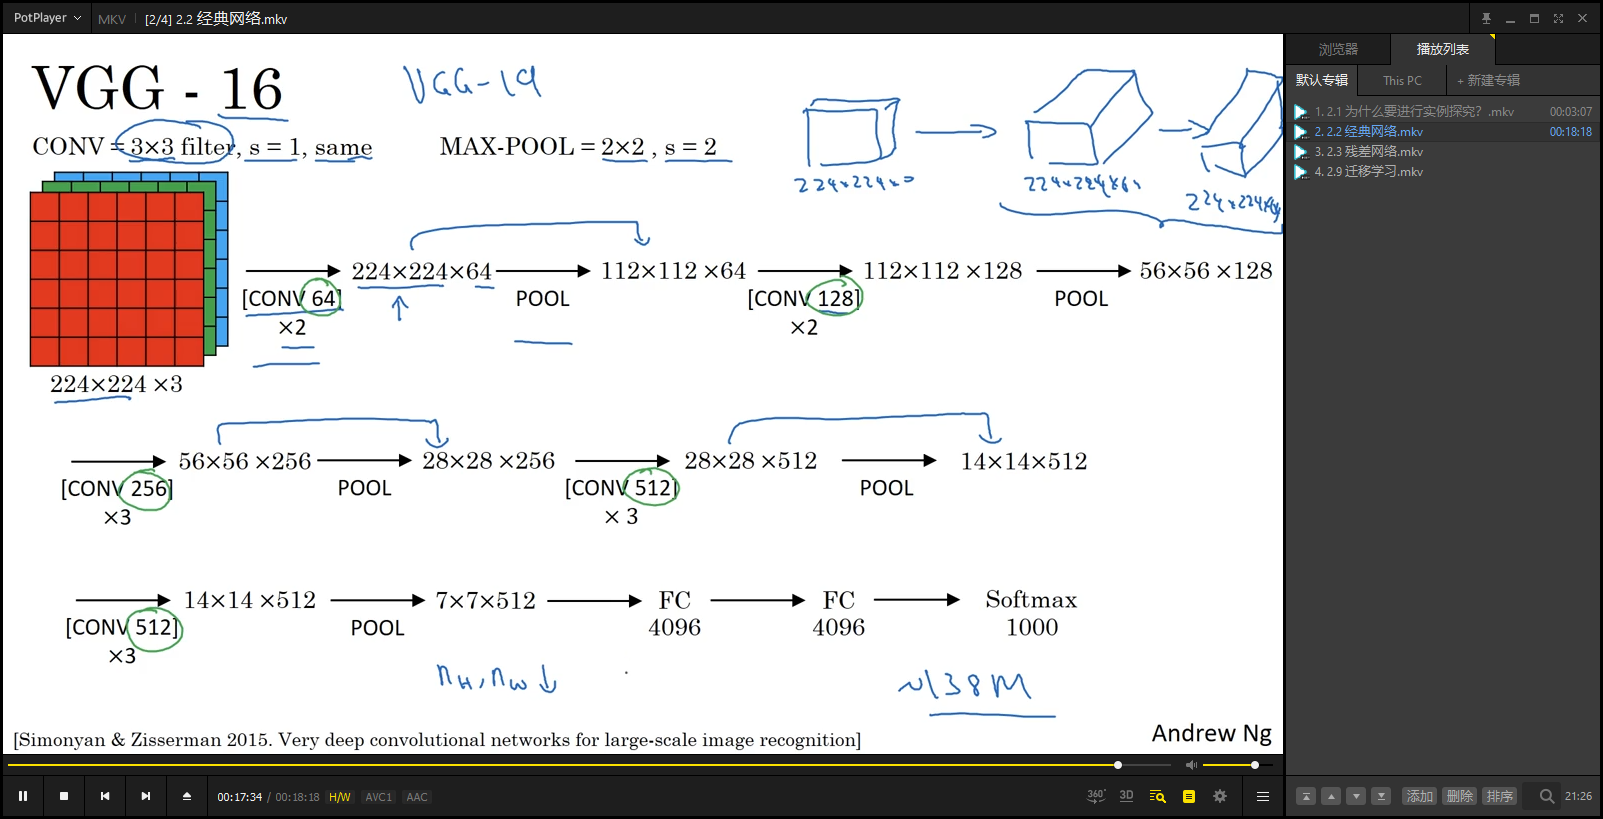 PotPlayer
MKV
[2/4] 2.2 经典网络.mkv
VGG - 16
VGG-19
CONV = 3×3 filter, s = 1, same
MAX-POOL = 2×2 , s = 2
224×224×3
224×224×64
224×224×64
224×224 ×3
[CONV 64]
×2
224×224×64
POOL
112×112 ×64
[CONV 128]
×2
112×112 ×128
POOL
56×56 ×128
[CONV 256]
×3
56×56 ×256
POOL
28×28 ×256
[CONV 512]
× 3
28×28 ×512
POOL
14×14×512
[CONV 512]
×3
14×14 ×512
POOL
7×7×512
FC
4096
FC
4096
Softmax
1000
nH, nW ↓
~138M
[Simonyan & Zisserman 2015. Very deep convolutional networks for large-scale image recognition]
Andrew Ng
00:17:34 / 00:18:18 H/W AVC1 AAC
360° 3D
浏览器
播放列表
默认专辑
This PC
+ 新建专辑
1. 2.1 为什么要进行实例探究？.mkv 00:03:07
2. 2.2 经典网络.mkv 00:18:18
3. 2.3 残差网络.mkv
4. 2.9 迁移学习.mkv
添加 删除 排序
21:26